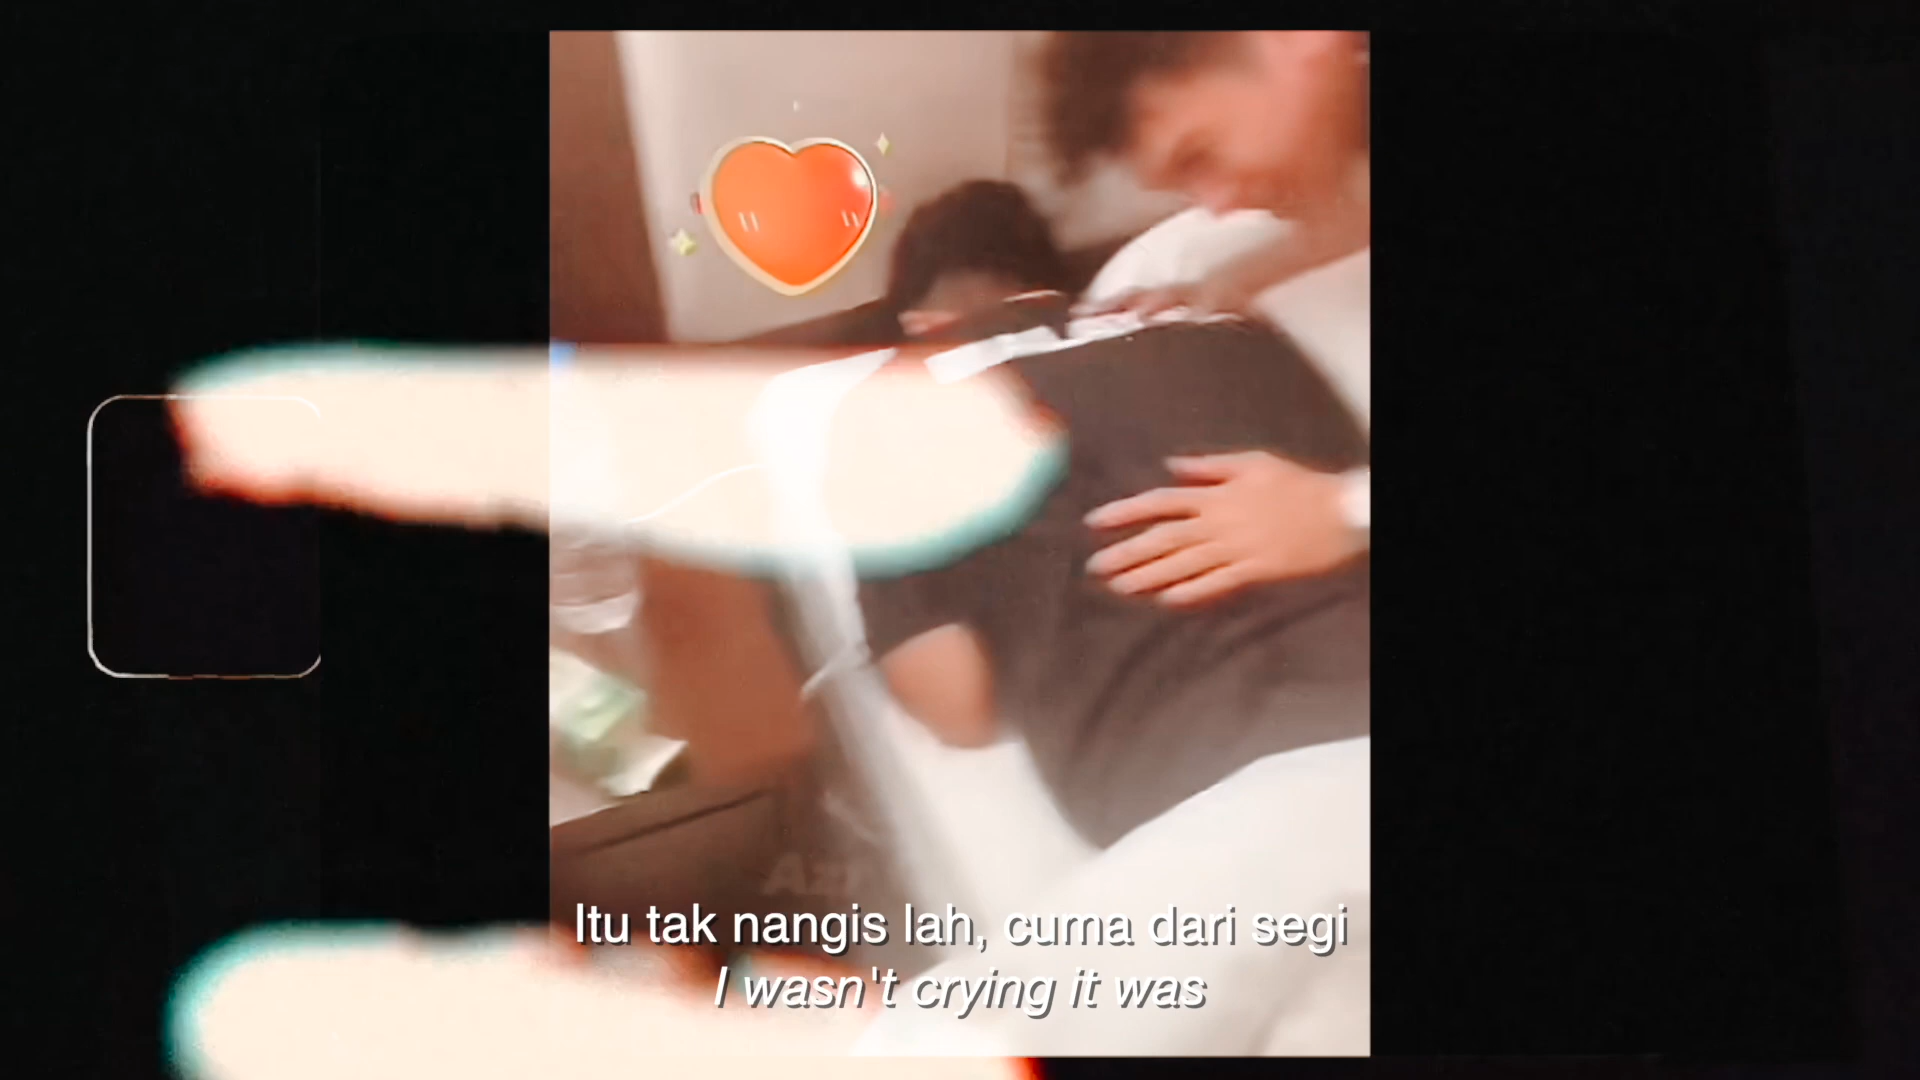 Itu tak nangis lah, cuma dari segi
I wasn't crying it was